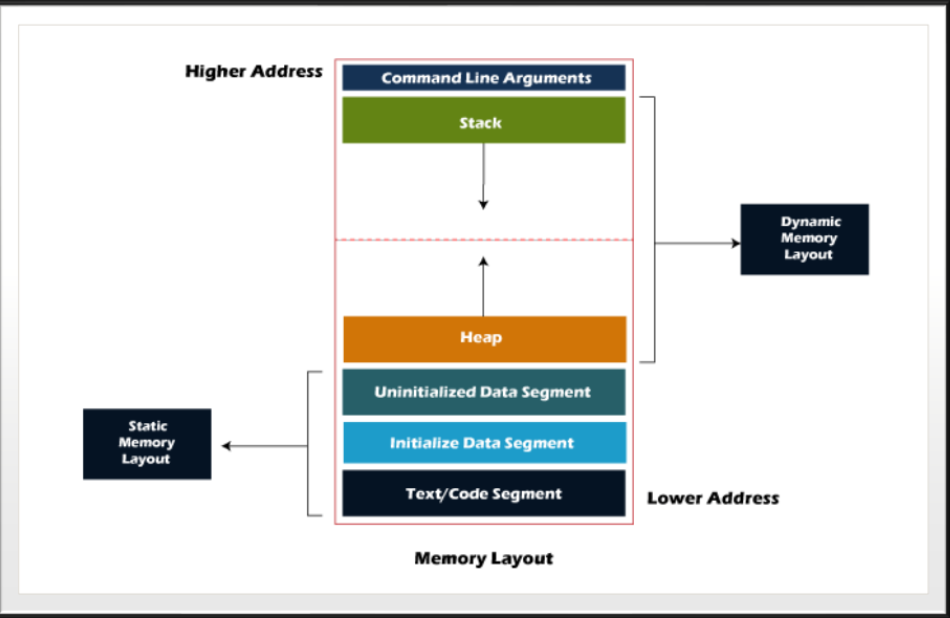 Higher Address
Command Line Arguments
Stack
Dynamic
Memory
Layout
Heap
Uninitialized Data Segment
Static
Memory
Layout
Initialize Data Segment
Text/Code Segment
Lower Address
Memory Layout